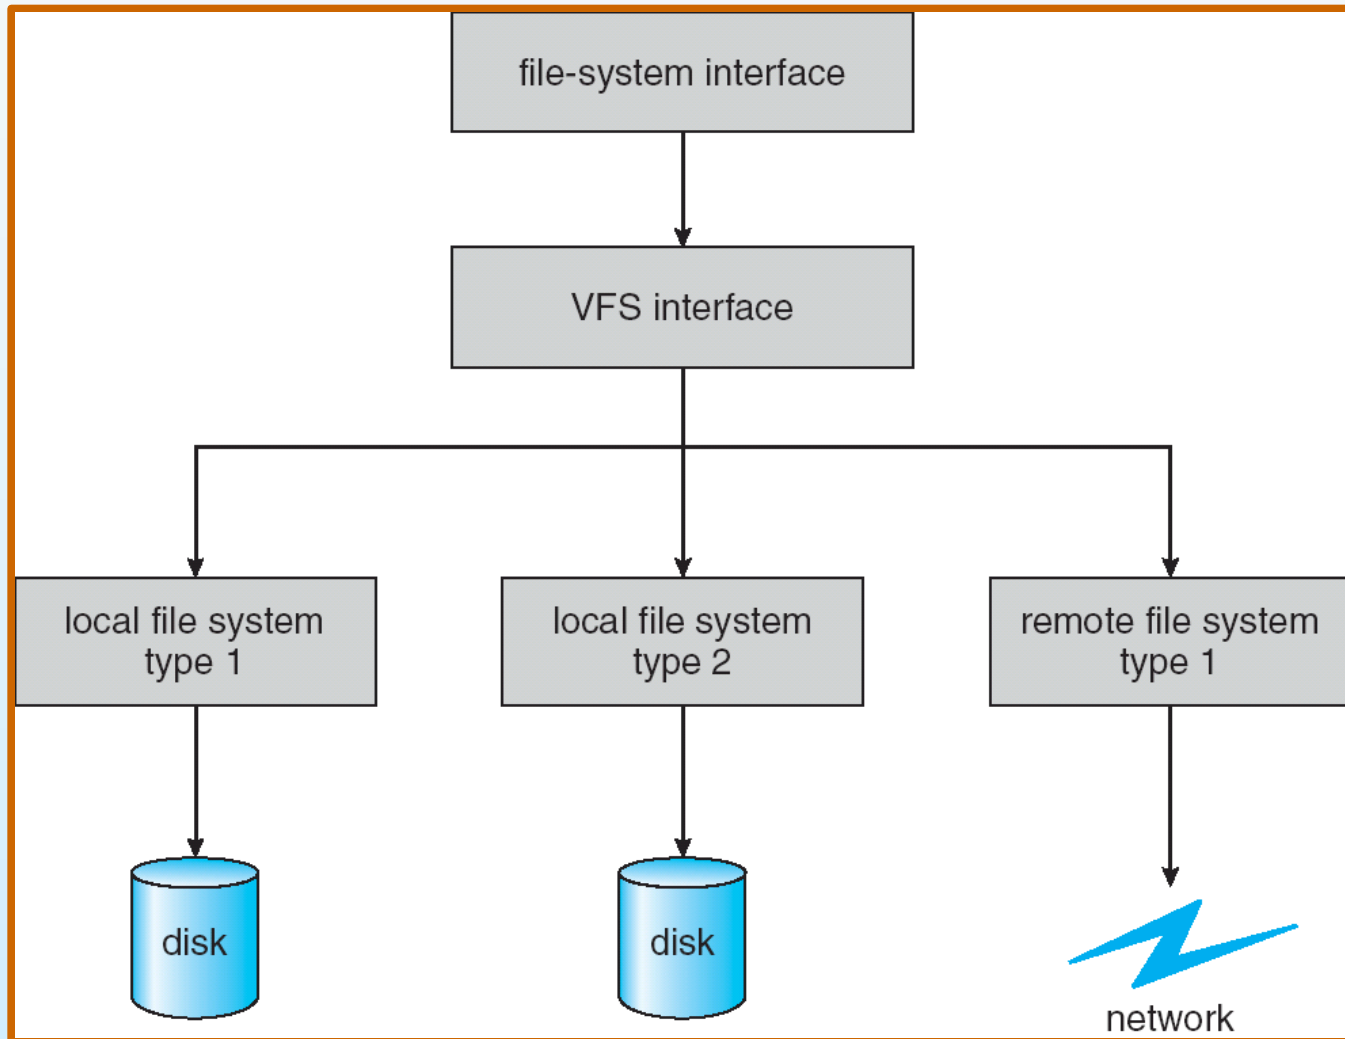 file-system interface
VFS interface
local file system
type 1
local file system
type 2
remote file system
type 1
disk
disk
network